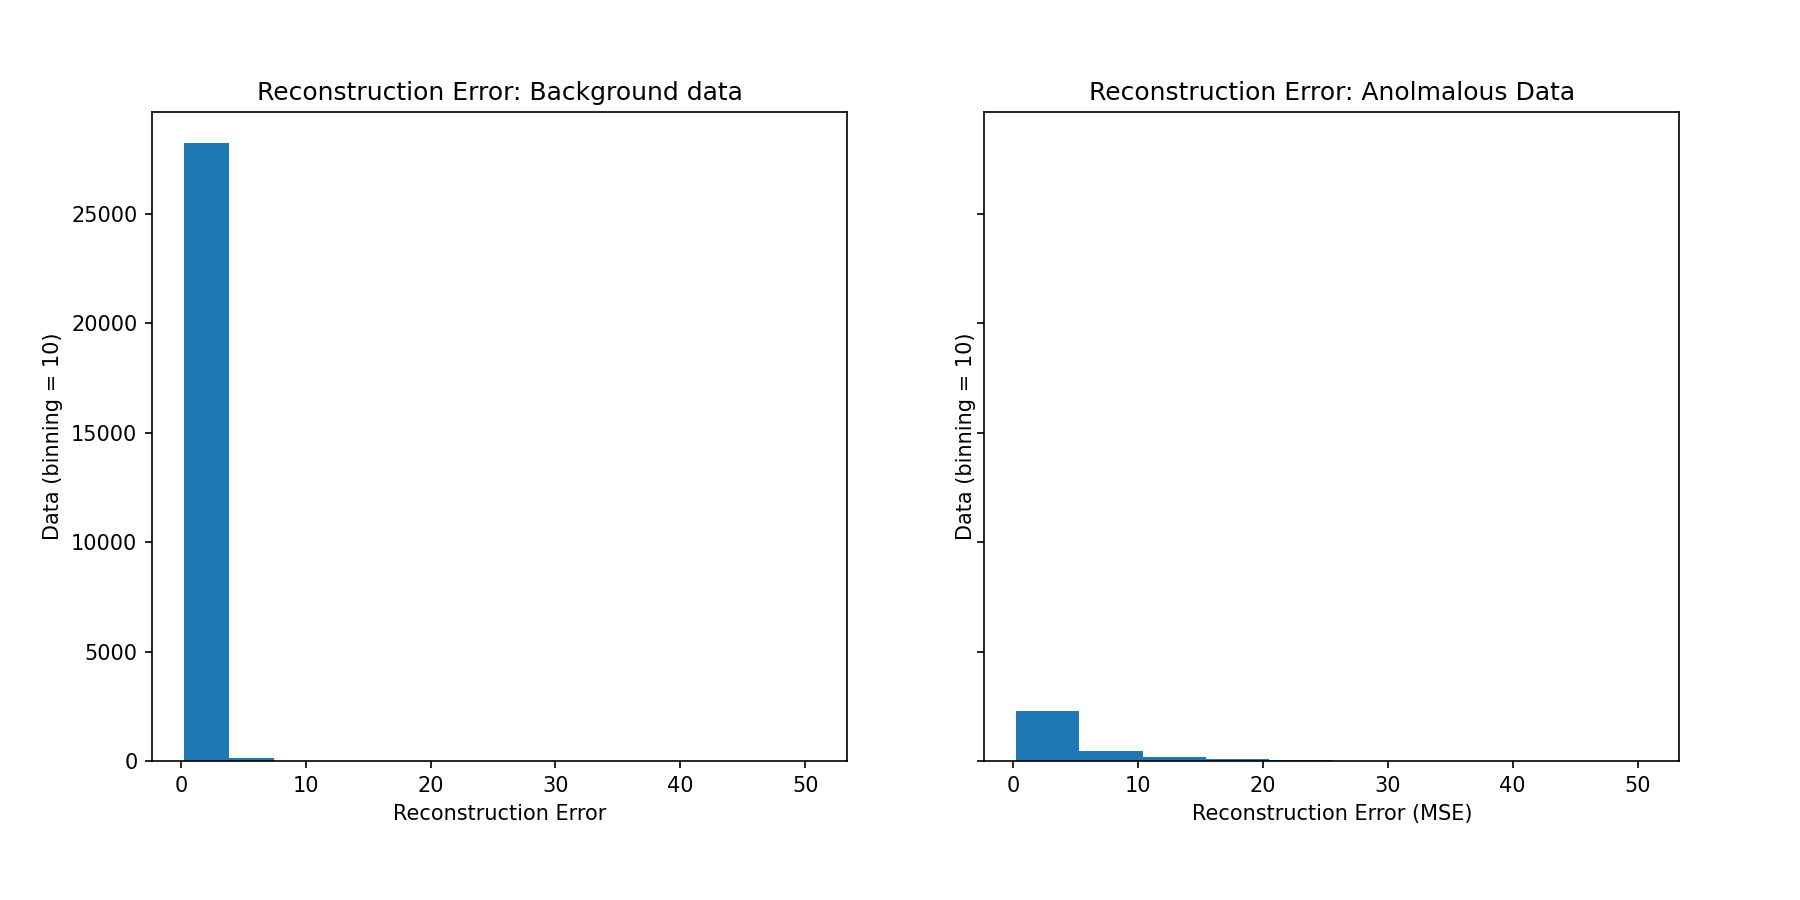 Reconstruction Error: Background data
Data (binning = 10)
25000
20000
15000
10000
5000
0
0 10 20 30 40 50
Reconstruction Error
Reconstruction Error: Anolmalous Data
Data (binning = 10)
0 10 20 30 40 50
Reconstruction Error (MSE)